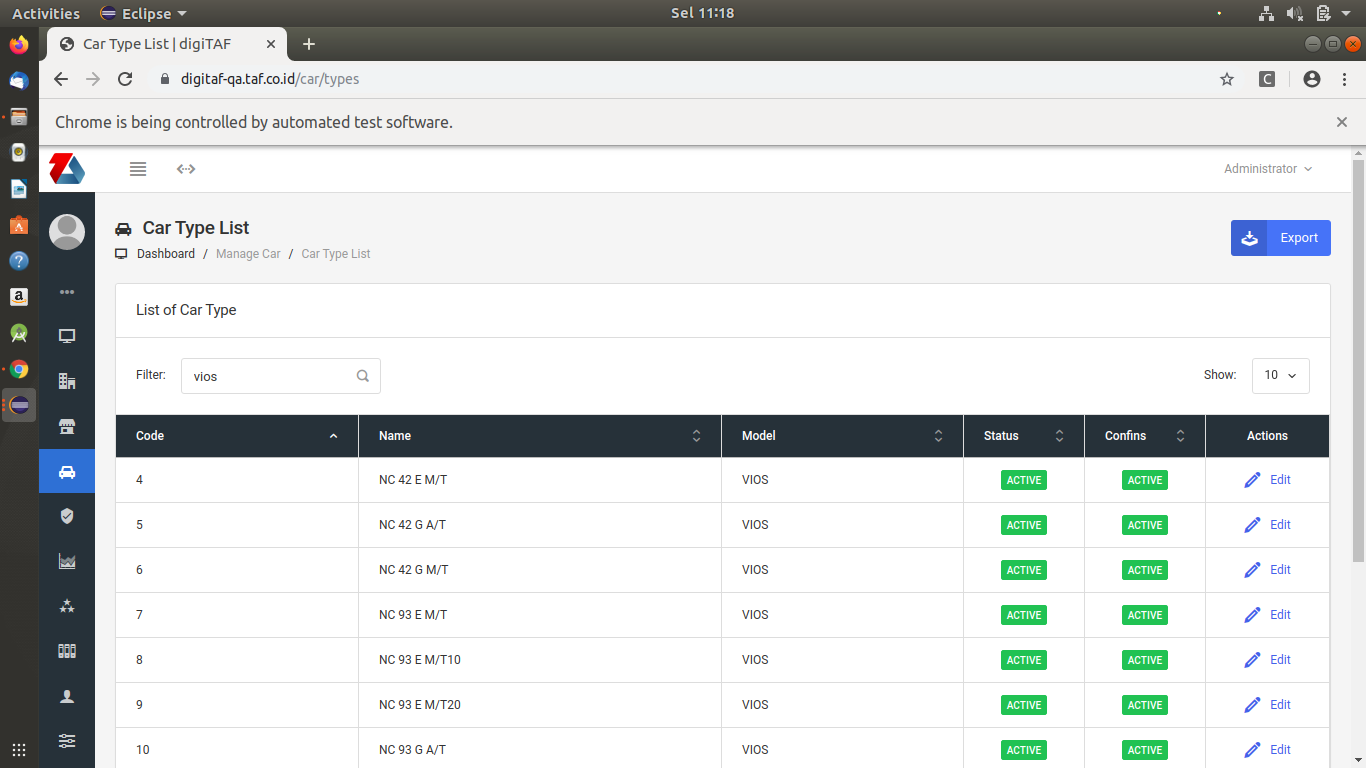 Activities Eclipse Sel 11:18
Car Type List | digiTAF
digitaf-qa.taf.co.id/car/types
Chrome is being controlled by automated test software.
Administrator
Car Type List
Export
Dashboard / Manage Car / Car Type List
List of Car Type
Filter: vios Show: 10
Code Name Model Status Confins Actions
4 NC 42 E M/T VIOS ACTIVE ACTIVE Edit
5 NC 42 G A/T VIOS ACTIVE ACTIVE Edit
6 NC 42 G M/T VIOS ACTIVE ACTIVE Edit
7 NC 93 E M/T VIOS ACTIVE ACTIVE Edit
8 NC 93 E M/T10 VIOS ACTIVE ACTIVE Edit
9 NC 93 E M/T20 VIOS ACTIVE ACTIVE Edit
10 NC 93 G A/T VIOS ACTIVE ACTIVE Edit